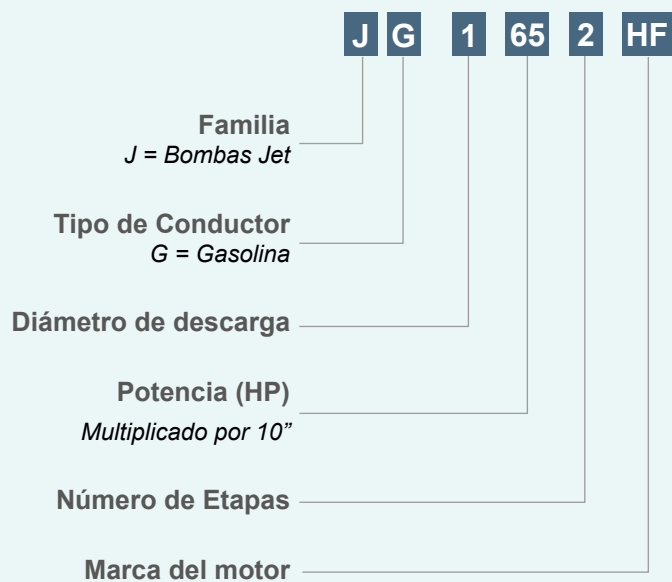 J G 1 65 2 HF
Familia
J = Bombas Jet
Tipo de Conductor
G = Gasolina
Diámetro de descarga
Potencia (HP)
Multiplicado por 10”
Número de Etapas
Marca del motor